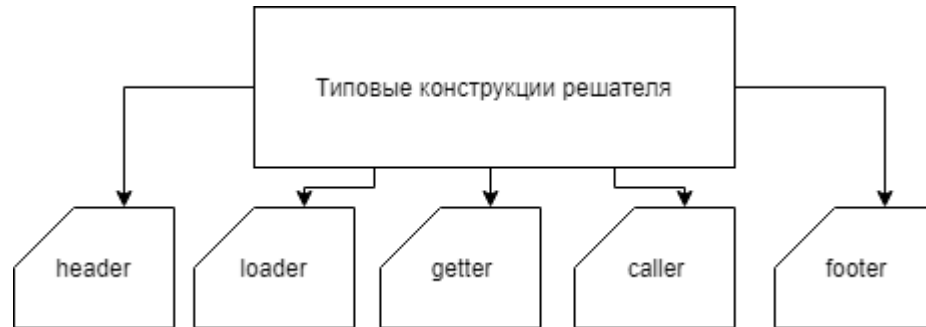 Типовые конструкции решателя
header
loader
getter
caller
footer